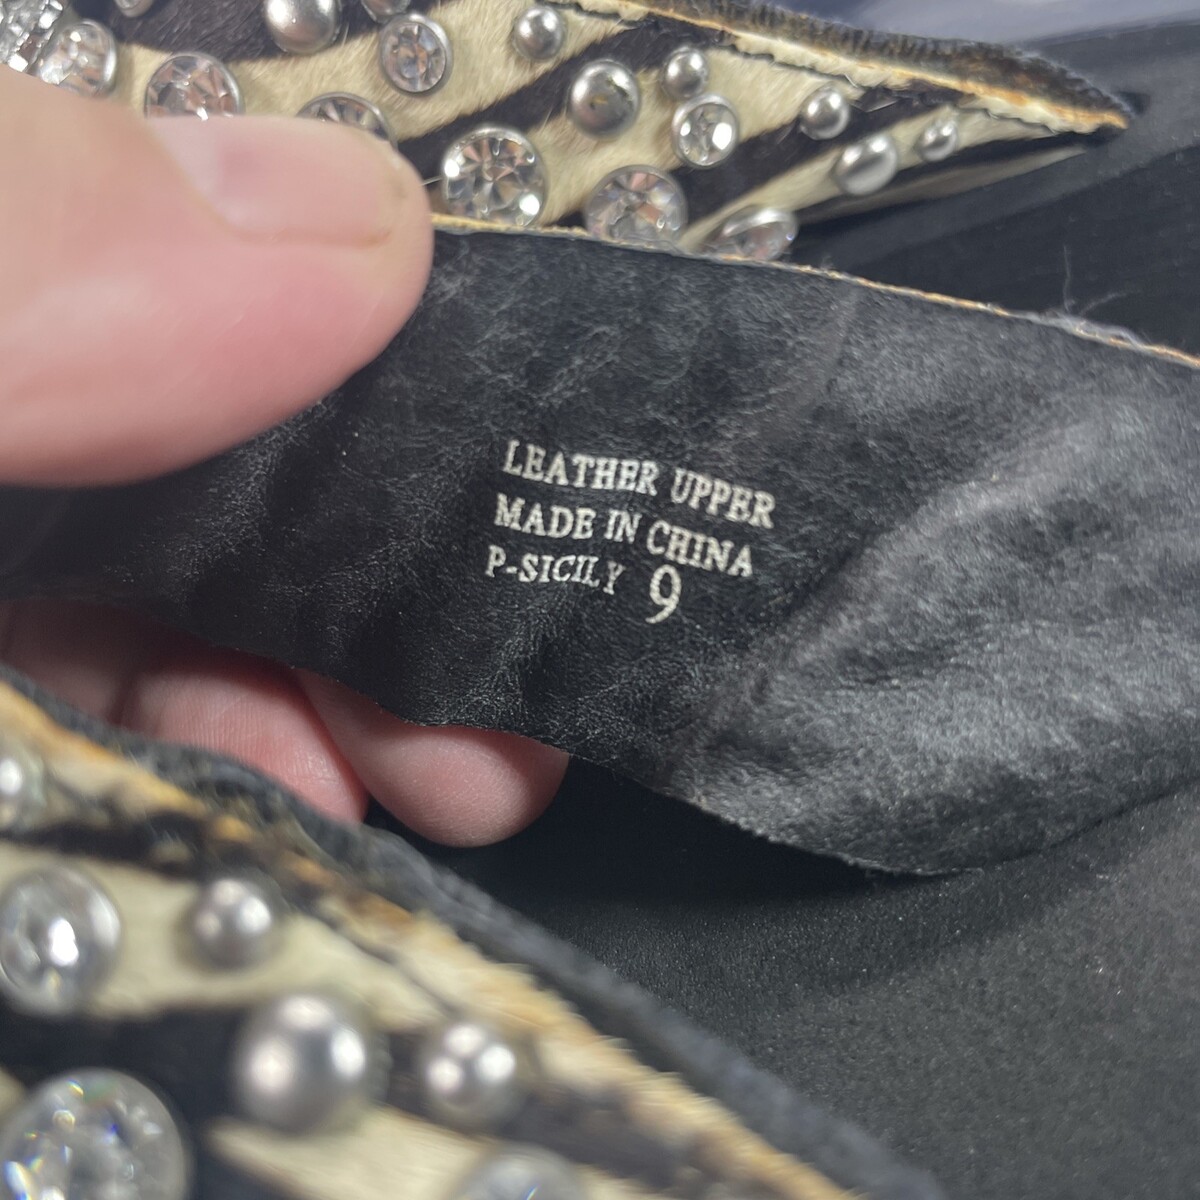 LEATHER UPPER
MADE IN CHINA
P-SICILY 9